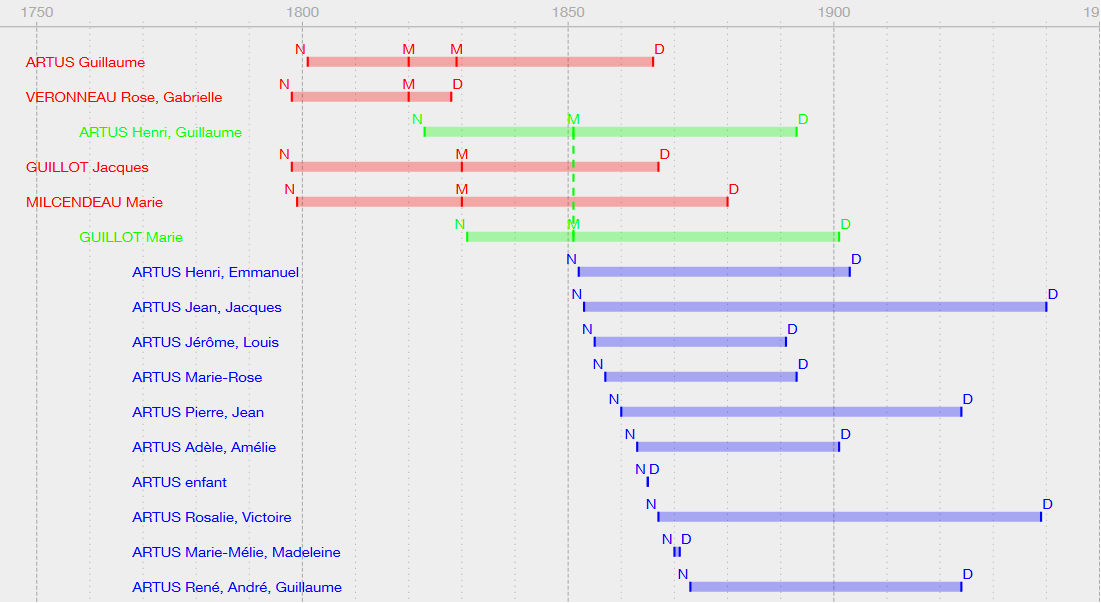 1750 1800 1850 1900 19
N M M D
ARTUS Guillaume
N M D
VERONNEAU Rose, Gabrielle
N M D
ARTUS Henri, Guillaume
N M D
GUILLOT Jacques
N M D
MILCENDEAU Marie
N M D
GUILLOT Marie
N D
ARTUS Henri, Emmanuel
N D
ARTUS Jean, Jacques
N D
ARTUS Jérôme, Louis
N D
ARTUS Marie-Rose
N D
ARTUS Pierre, Jean
N D
ARTUS Adèle, Amélie
N D
ARTUS enfant
N D
ARTUS Rosalie, Victoire
N D
ARTUS Marie-Mélie, Madeleine
N D
ARTUS René, André, Guillaume